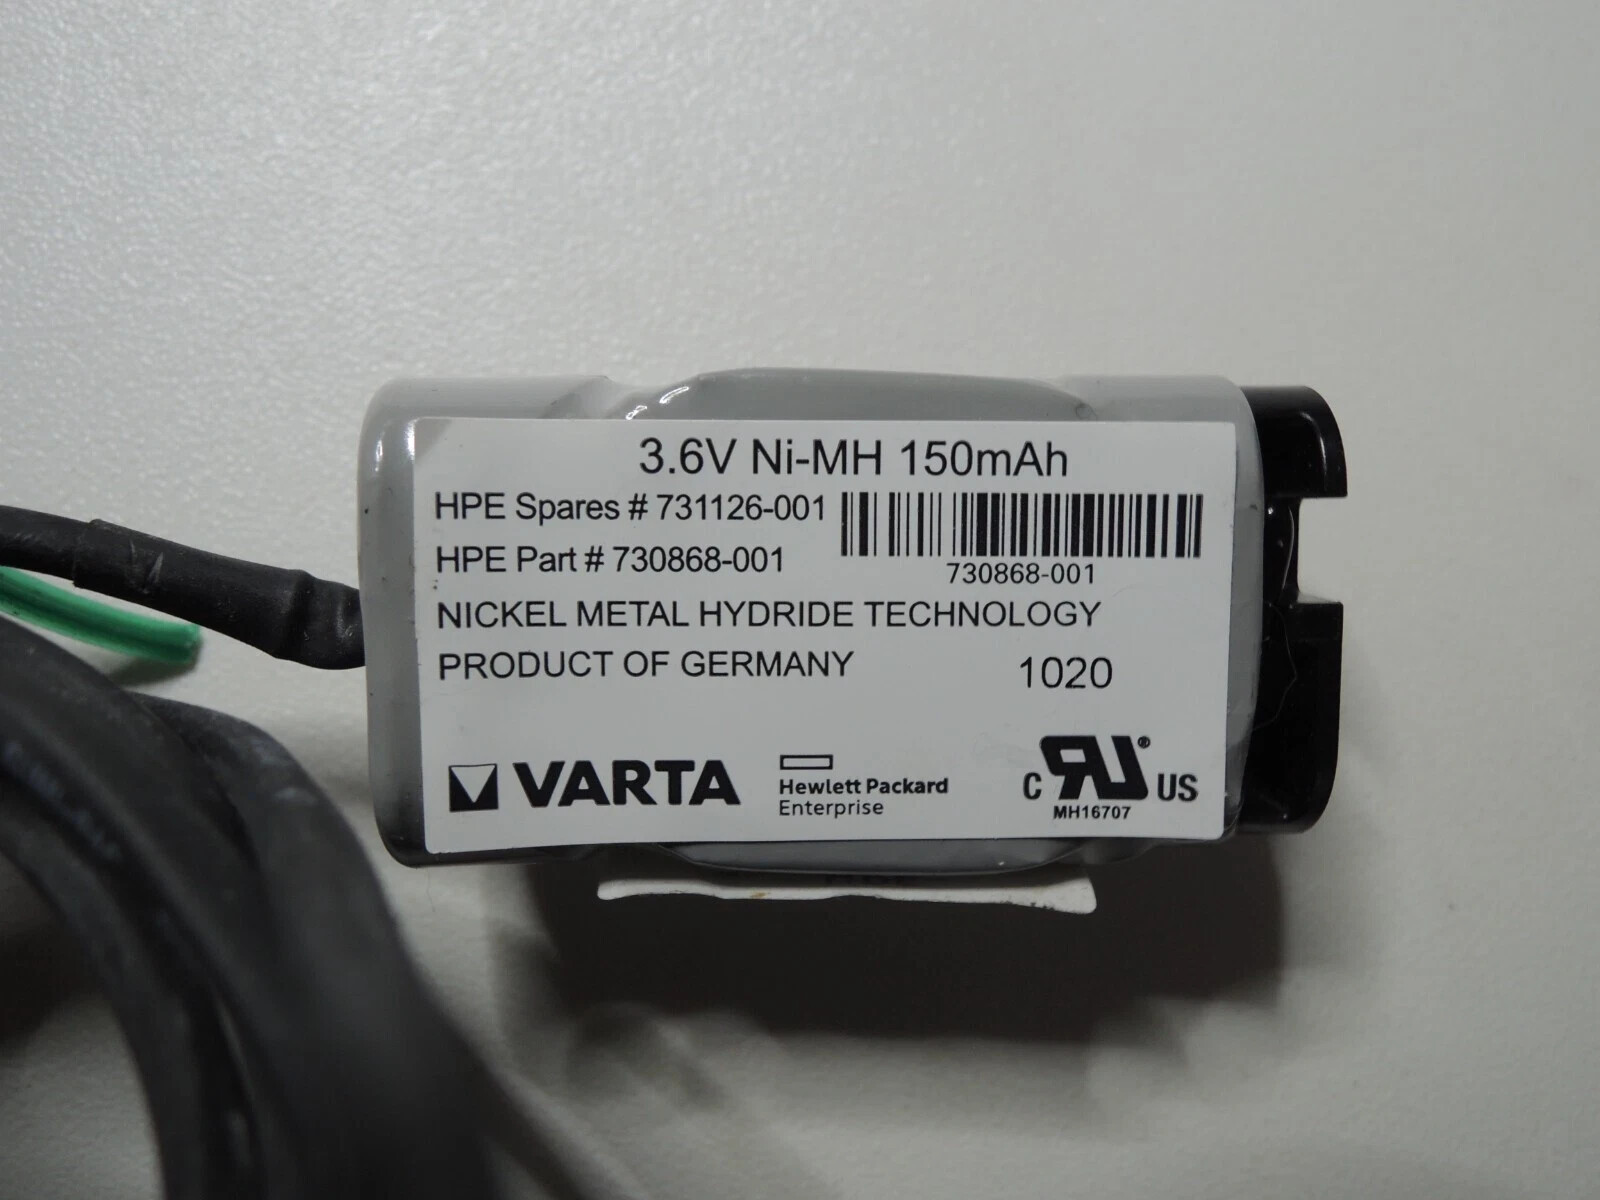 3.6V Ni-MH 150mAh
HPE Spares # 731126-001
HPE Part # 730868-001
730868-001
NICKEL METAL HYDRIDE TECHNOLOGY
PRODUCT OF GERMANY 1020
VARTA
Hewlett Packard
Enterprise
C RU ® US
MH16707